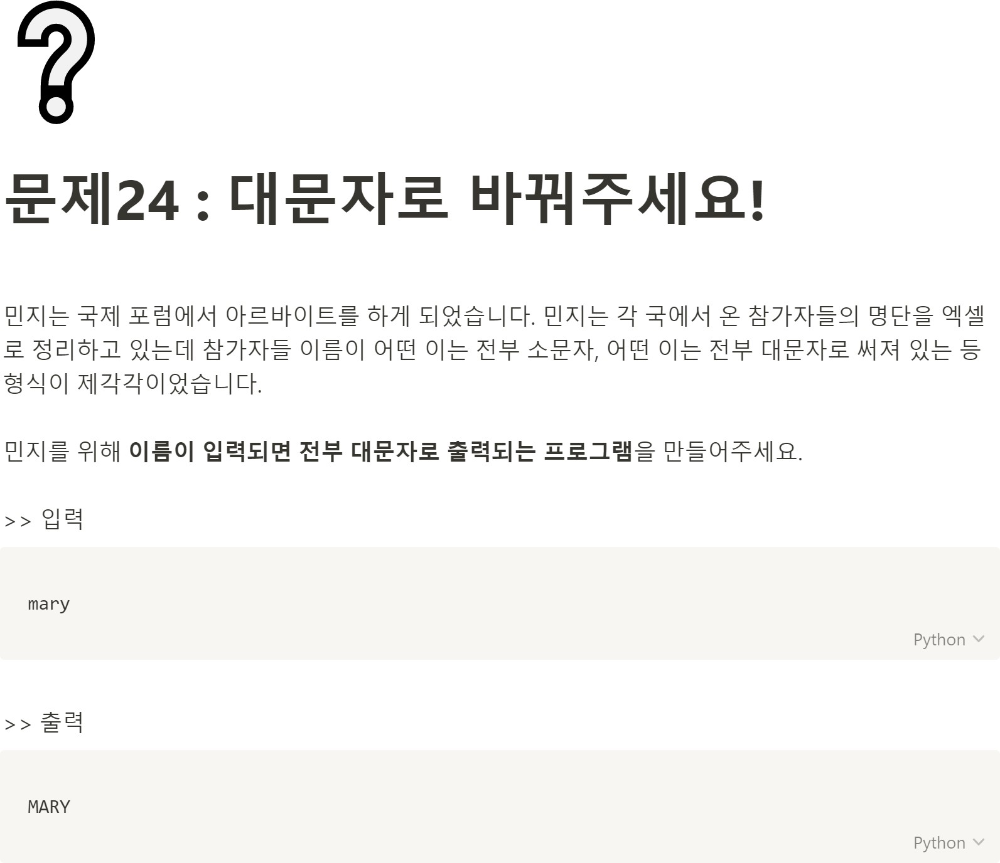 문제24 : 대문자로 바꿔주세요!
민지는 국제 포럼에서 아르바이트를 하게 되었습니다. 민지는 각 국에서 온 참가자들의 명단을 엑셀
로 정리하고 있는데 참가자들 이름이 어떤 이는 전부 소문자, 어떤 이는 전부 대문자로 써져 있는 등
형식이 제각각이었습니다.
민지를 위해 이름이 입력되면 전부 대문자로 출력되는 프로그램을 만들어주세요.
>> 입력
mary
Python
>> 출력
MARY
Python